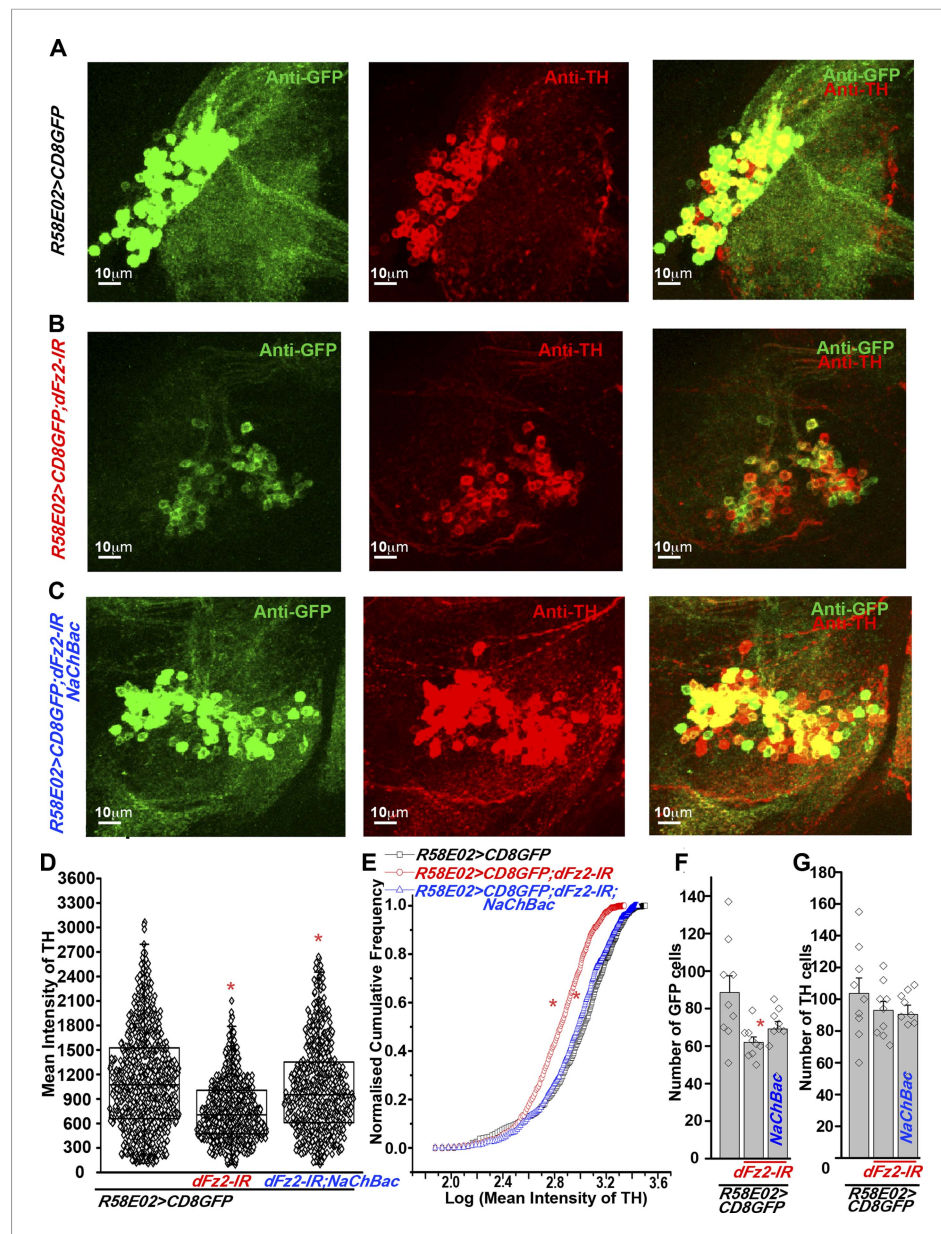 A
R58E02>CD8GFP
Anti-GFP
Anti-TH
Anti-GFP
Anti-TH
10μm
10μm
10μm
B
R58E02>CD8GFP;dFz2-IR
Anti-GFP
Anti-TH
Anti-GFP
Anti-TH
10μm
10μm
10μm
C
R58E02>CD8GFP;dFz2-IR
NaChBac
Anti-GFP
Anti-TH
Anti-GFP
Anti-TH
10μm
10μm
10μm
D
Mean Intensity of TH
3600
3300
3000
2700
2400
2100
1800
1500
1200
900
600
300
0
*
*
dFz2-IR
dFz2-IR;NaChBac
R58E02>CD8GFP
E
R58E02>CD8GFP
R58E02>CD8GFP;dFz2-IR
R58E02>CD8GFP;dFz2-IR;
NaChBac
Normalised Cumulative Frequency
1.0
0.8
0.6
0.4
0.2
0.0
*
*
2.0
2.4
2.8
3.2
3.6
Log (Mean Intensity of TH)
F
Number of GFP cells
140
120
100
80
60
40
20
0
*
NaChBac
dFz2-IR
R58E02>
CD8GFP
G
Number of TH cells
180
160
140
120
100
80
60
40
20
0
NaChBac
dFz2-IR
R58E02>
CD8GFP